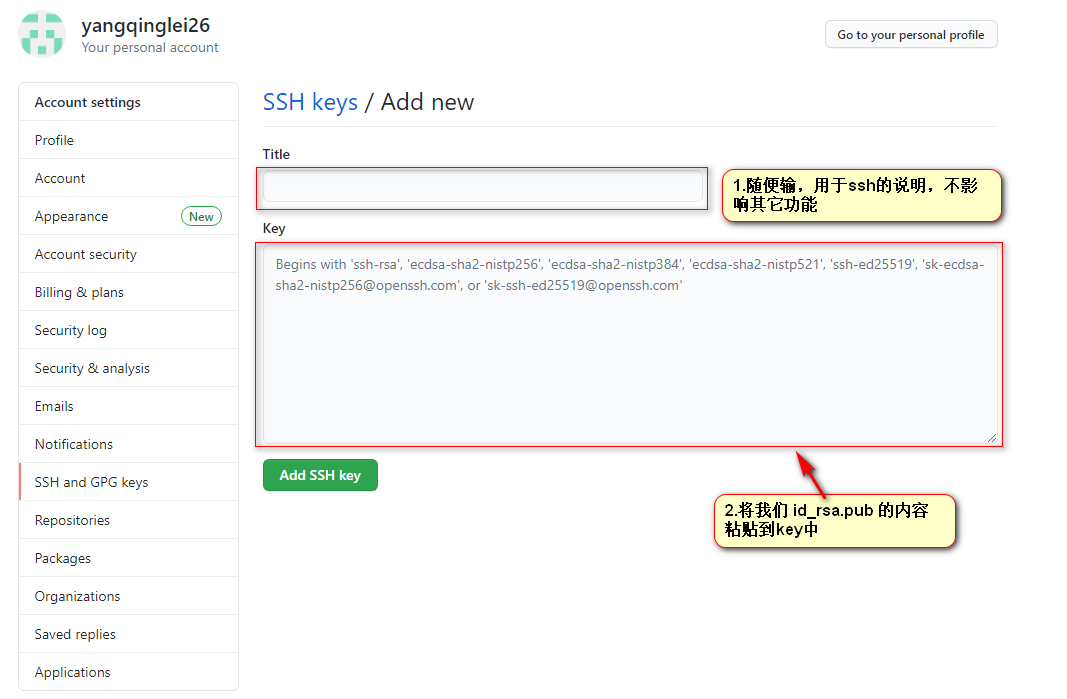 yangqinglei26
Your personal account
Go to your personal profile
Account settings
Profile
Account
Appearance New
Account security
Billing & plans
Security log
Security & analysis
Emails
Notifications
SSH and GPG keys
Repositories
Packages
Organizations
Saved replies
Applications
SSH keys / Add new
Title
1.随便输，用于ssh的说明，不影
响其它功能
Key
Begins with 'ssh-rsa', 'ecdsa-sha2-nistp256', 'ecdsa-sha2-nistp384', 'ecdsa-sha2-nistp521', 'ssh-ed25519', 'sk-ecdsa-
sha2-nistp256@openssh.com', or 'sk-ssh-ed25519@openssh.com'
Add SSH key
2.将我们 id_rsa.pub 的内容
粘贴到key中